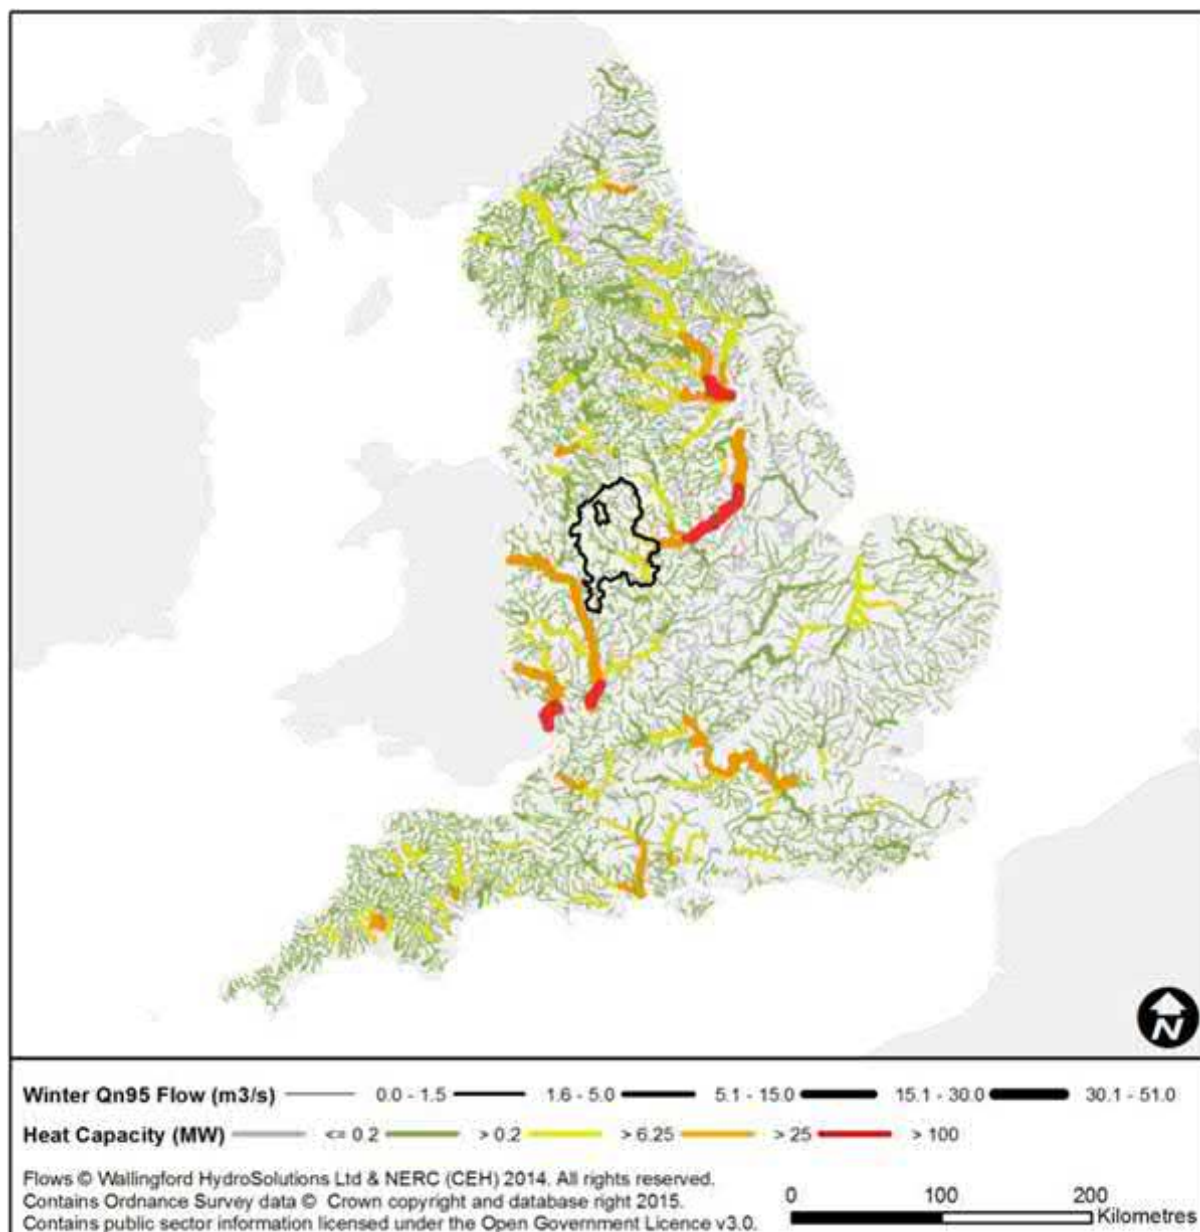 N
Winter Qn95 Flow (m3/s) 0.0 - 1.5 1.6 - 5.0 5.1 - 15.0 15.1 - 30.0 30.1 - 51.0
Heat Capacity (MW) <= 0.2 > 0.2 > 6.25 > 25 > 100
Flows © Wallingford HydroSolutions Ltd & NERC (CEH) 2014. All rights reserved.
Contains Ordnance Survey data © Crown copyright and database right 2015.
Contains public sector information licensed under the Open Government Licence v3.0.
0 100 200
Kilometres